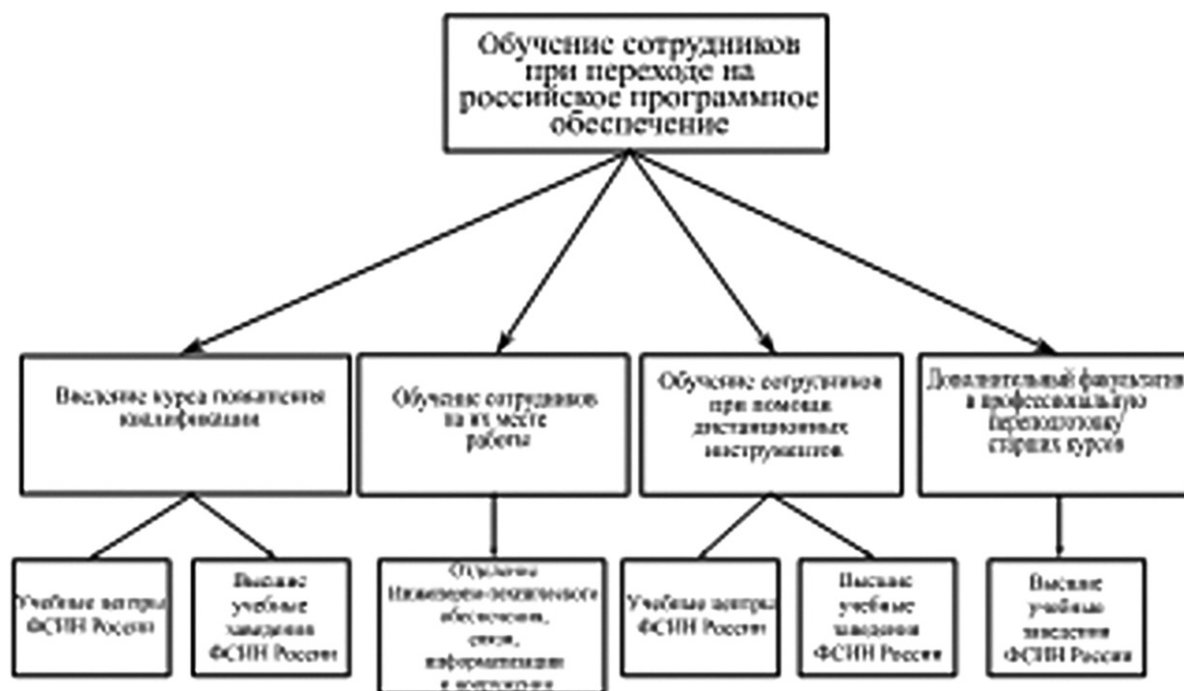 Обучение сотрудников
при переходе на
российское программное
обеспечение
Введение курса повышения
квалификации
Обучение сотрудников
на их месте
работы
Обучение сотрудников
при помощи
дистанционных
инструментов
Дополнительный факультатив
в профессиональную
переподготовку
старших курсов
Учебные центры
ФСИН России
Высшие
учебные
заведения
ФСИН России
Отделение
Инженерно-технического
обеспечения,
связи,
информатизации
и вооружения
Учебные центры
ФСИН России
Высшие
учебные
заведения
ФСИН России
Высшие
учебные
заведения
ФСИН России